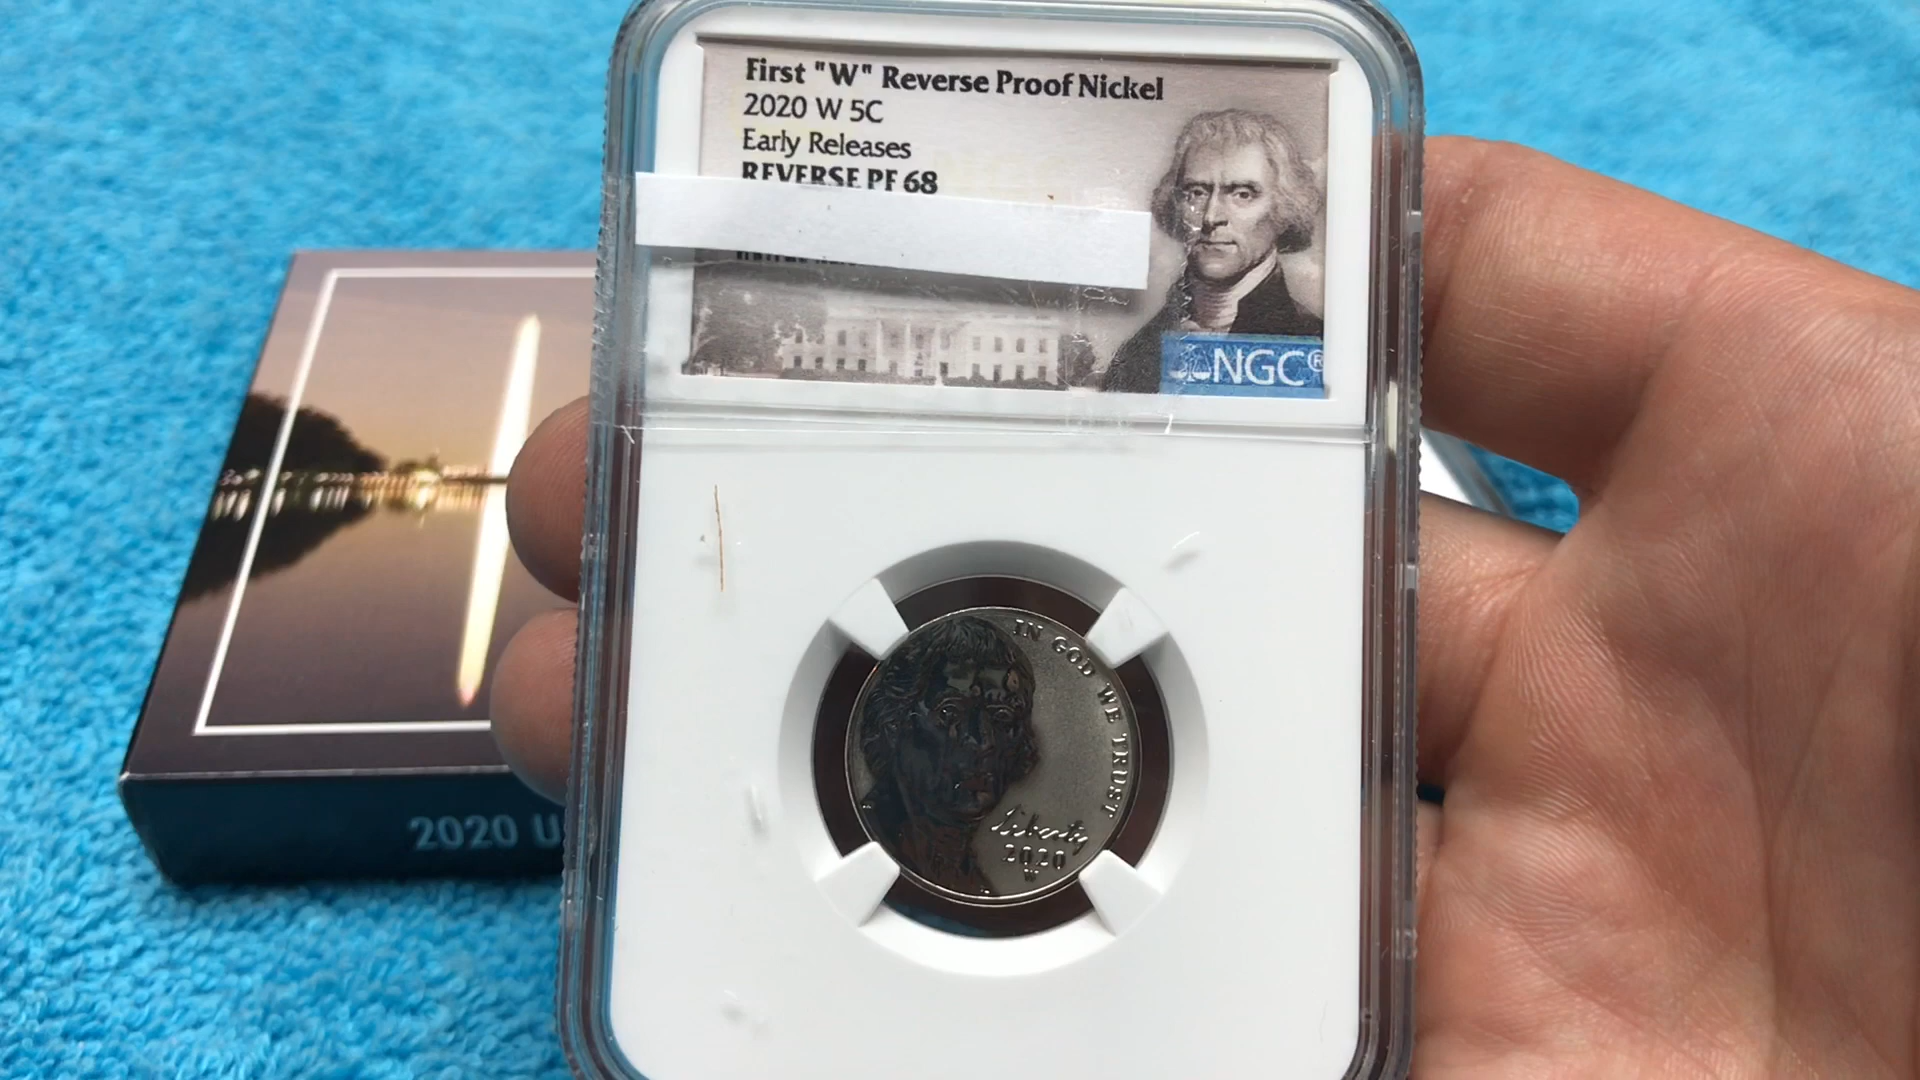 First "W" Reverse Proof Nickel
2020 W 5C
Early Releases
REVERSE PF 68
NGC®
IN GOD WE TRUST
Liberty
2020
W
2020 U